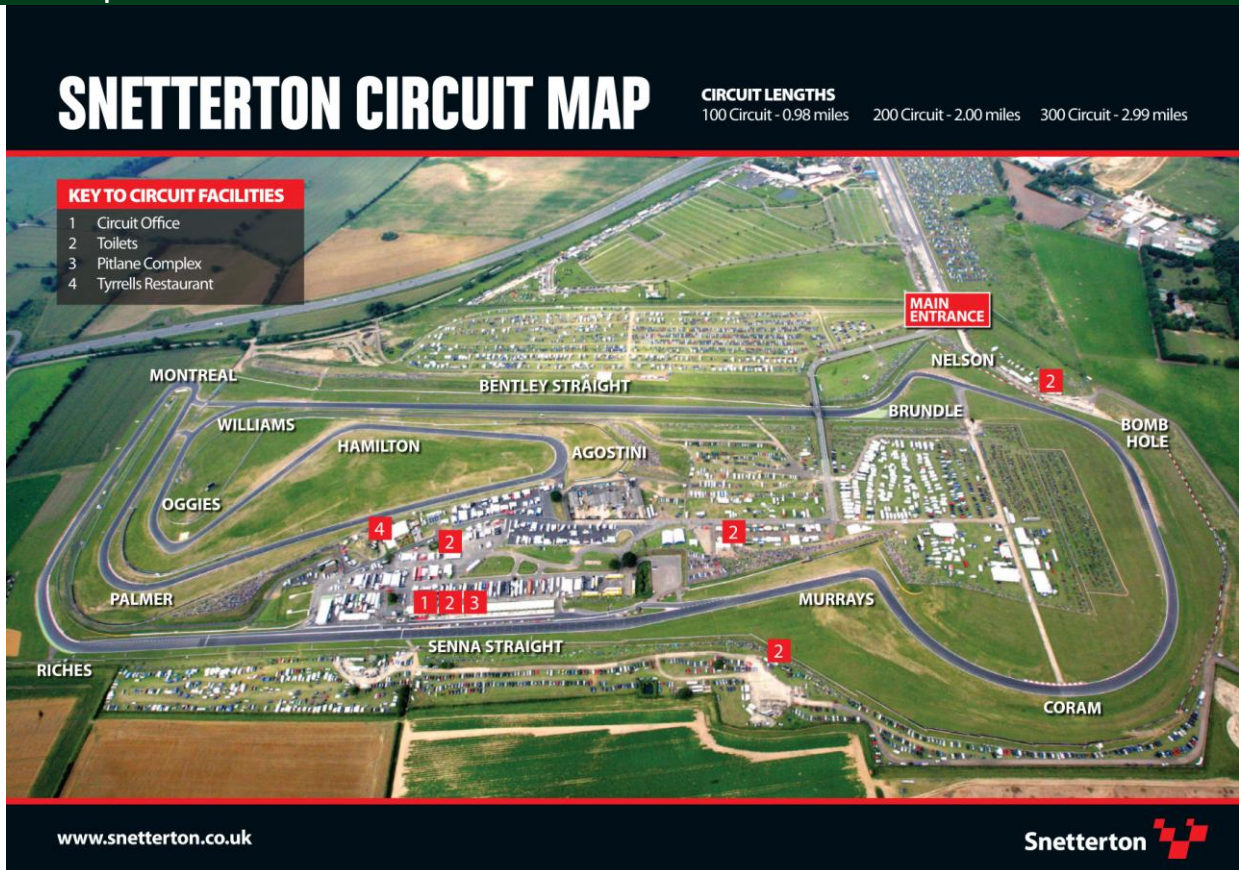 SNETTERTON CIRCUIT MAP
CIRCUIT LENGTHS
100 Circuit - 0.98 miles 200 Circuit - 2.00 miles 300 Circuit - 2.99 miles
KEY TO CIRCUIT FACILITIES
1 Circuit Office
2 Toilets
3 Pitlane Complex
4 Tyrrells Restaurant
MAIN
ENTRANCE
NELSON
2
MONTREAL
BENTLEY STRAIGHT
BRUNDLE
WILLIAMS
BOMB
HOLE
HAMILTON
AGOSTINI
OGGIES
4
2
2
PALMER
1 2 3
MURRAYS
SENNA STRAIGHT
2
RICHES
CORAM
www.snetterton.co.uk
Snetterton